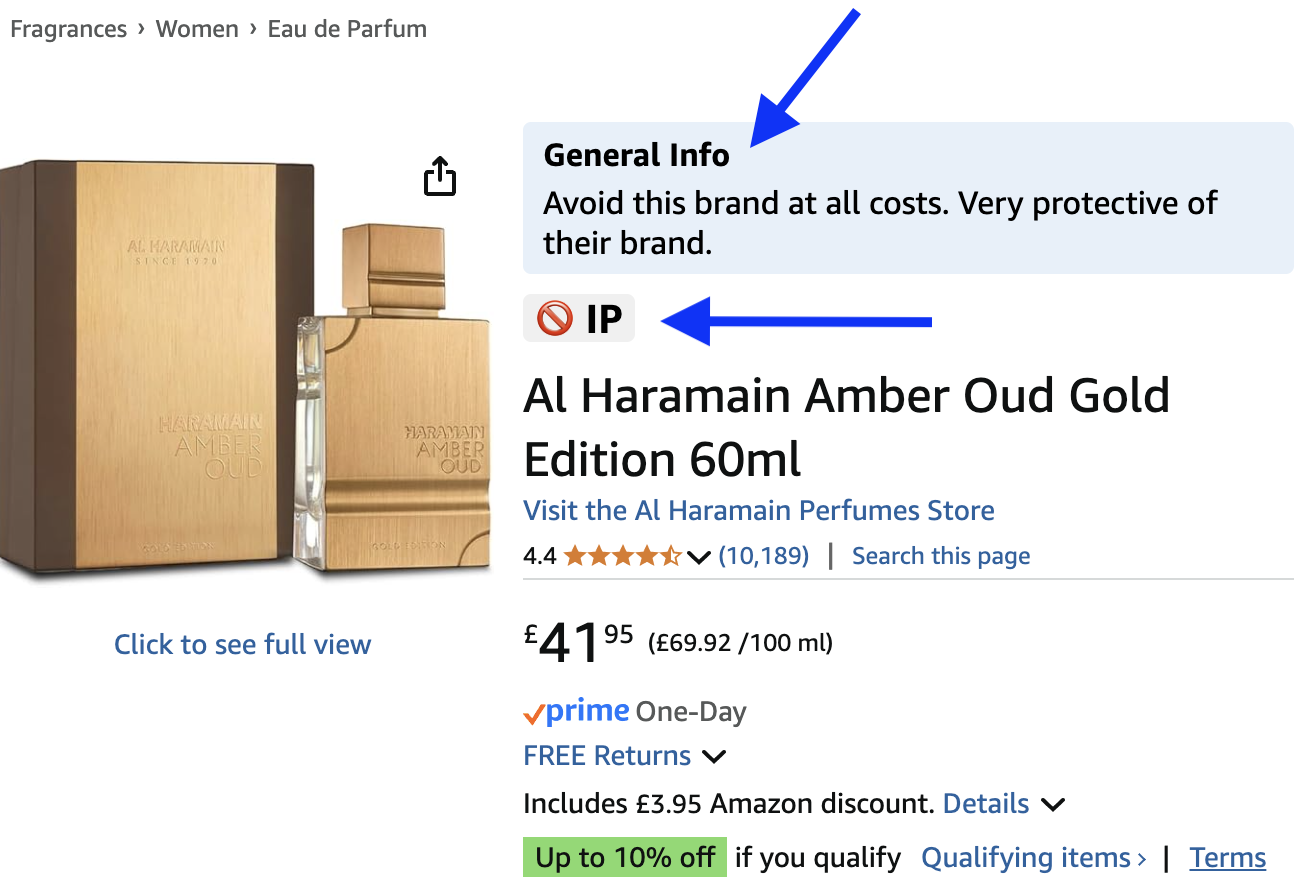 Fragrances › Women › Eau de Parfum
General Info
Avoid this brand at all costs. Very protective of
their brand.
IP
AL HARAMAIN
SINCE 1970
HARAMAIN
AMBER
OUD
GOLD EDITION
HARAMAIN
AMBER
OUD
GOLD EDITION
Click to see full view
Al Haramain Amber Oud Gold
Edition 60ml
Visit the Al Haramain Perfumes Store
4.4 (10,189) | Search this page
£4195 (£69.92 /100 ml)
prime One-Day
FREE Returns
Includes £3.95 Amazon discount. Details
Up to 10% off if you qualify Qualifying items › | Terms